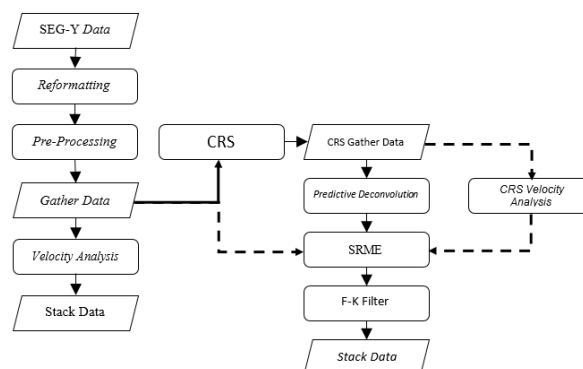 SEG-Y Data
Reformatting
Pre-Processing
Gather Data
Velocity Analysis
Stack Data
CRS
CRS Gather Data
Predictive Deconvolution
CRS Velocity
Analysis
SRME
F-K Filter
Stack Data